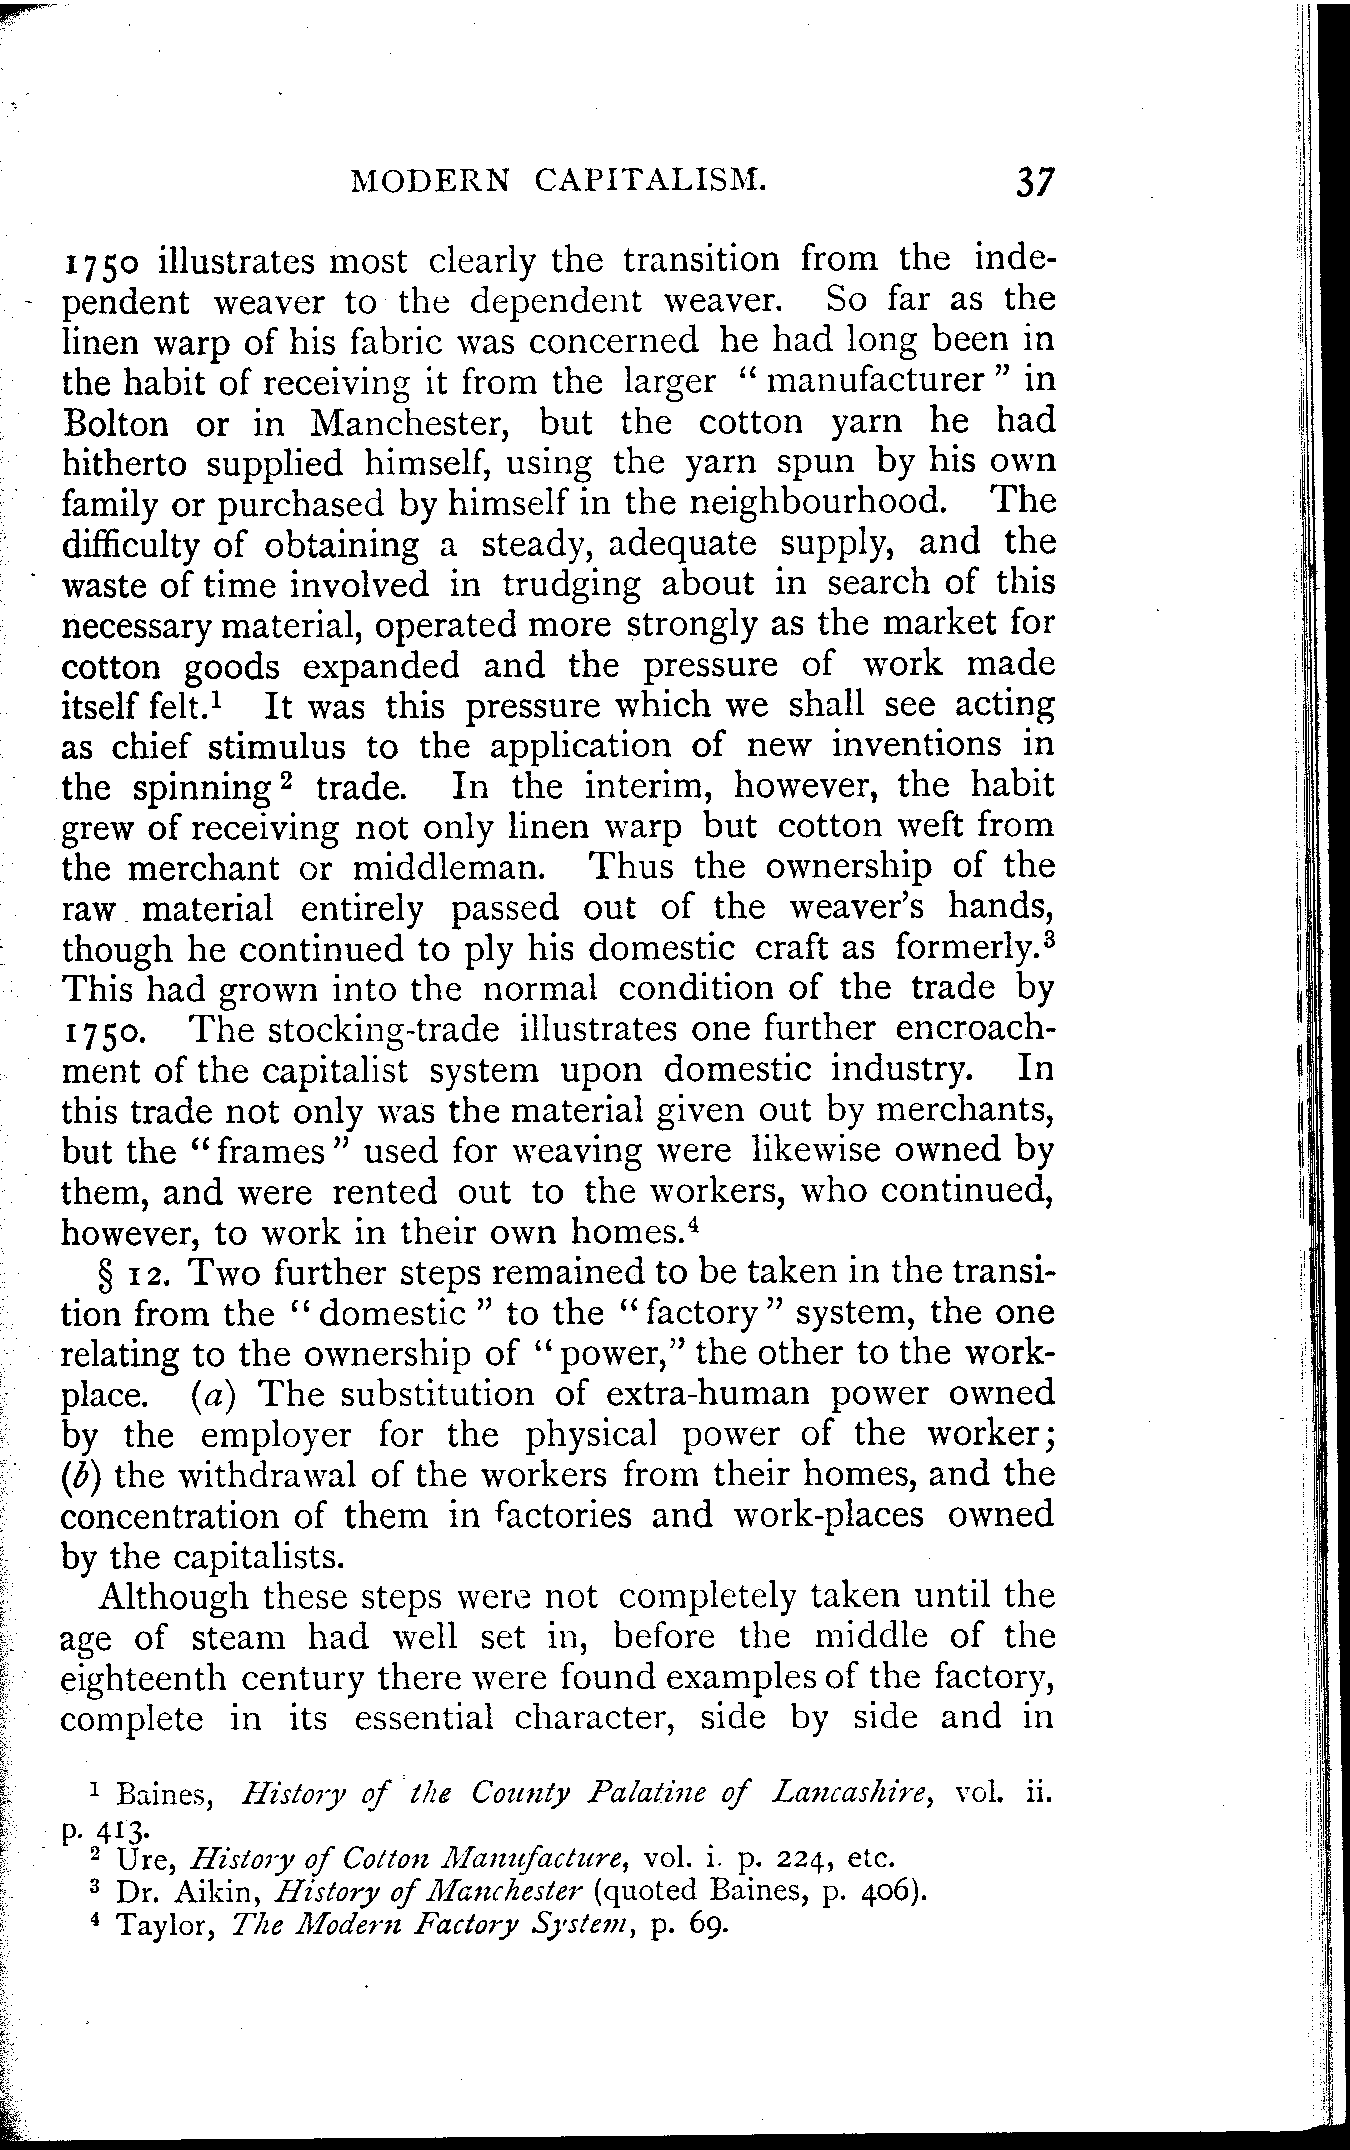 MODERN CAPITALISM. 37
1750 illustrates most clearly the transition from the inde-
pendent weaver to the dependent weaver. So far as the
linen warp of his fabric was concerned he had long been in
the habit of receiving it from the larger “ manufacturer ” in
Bolton or in Manchester, but the cotton yarn he had
hitherto supplied himself, using the yarn spun by his own
family or purchased by himself in the neighbourhood. The
difficulty of obtaining a steady, adequate supply, and the
waste of time involved in trudging about in search of this
necessary material, operated more strongly as the market for
cotton goods expanded and the pressure of work made
itself felt.¹ It was this pressure which we shall see acting
as chief stimulus to the application of new inventions in
the spinning ² trade. In the interim, however, the habit
grew of receiving not only linen warp but cotton weft from
the merchant or middleman. Thus the ownership of the
raw material entirely passed out of the weaver’s hands,
though he continued to ply his domestic craft as formerly.³
This had grown into the normal condition of the trade by
1750. The stocking-trade illustrates one further encroach-
ment of the capitalist system upon domestic industry. In
this trade not only was the material given out by merchants,
but the “frames” used for weaving were likewise owned by
them, and were rented out to the workers, who continued,
however, to work in their own homes.⁴
§ 12. Two further steps remained to be taken in the transi-
tion from the “ domestic ” to the “factory” system, the one
relating to the ownership of “power,” the other to the work-
place. (a) The substitution of extra-human power owned
by the employer for the physical power of the worker;
(b) the withdrawal of the workers from their homes, and the
concentration of them in factories and work-places owned
by the capitalists.
Although these steps were not completely taken until the
age of steam had well set in, before the middle of the
eighteenth century there were found examples of the factory,
complete in its essential character, side by side and in
¹ Baines, History of the County Palatine of Lancashire, vol. ii.
p. 413.
² Ure, History of Cotton Manufacture, vol. i. p. 224, etc.
³ Dr. Aikin, History of Manchester (quoted Baines, p. 406).
⁴ Taylor, The Modern Factory System, p. 69.